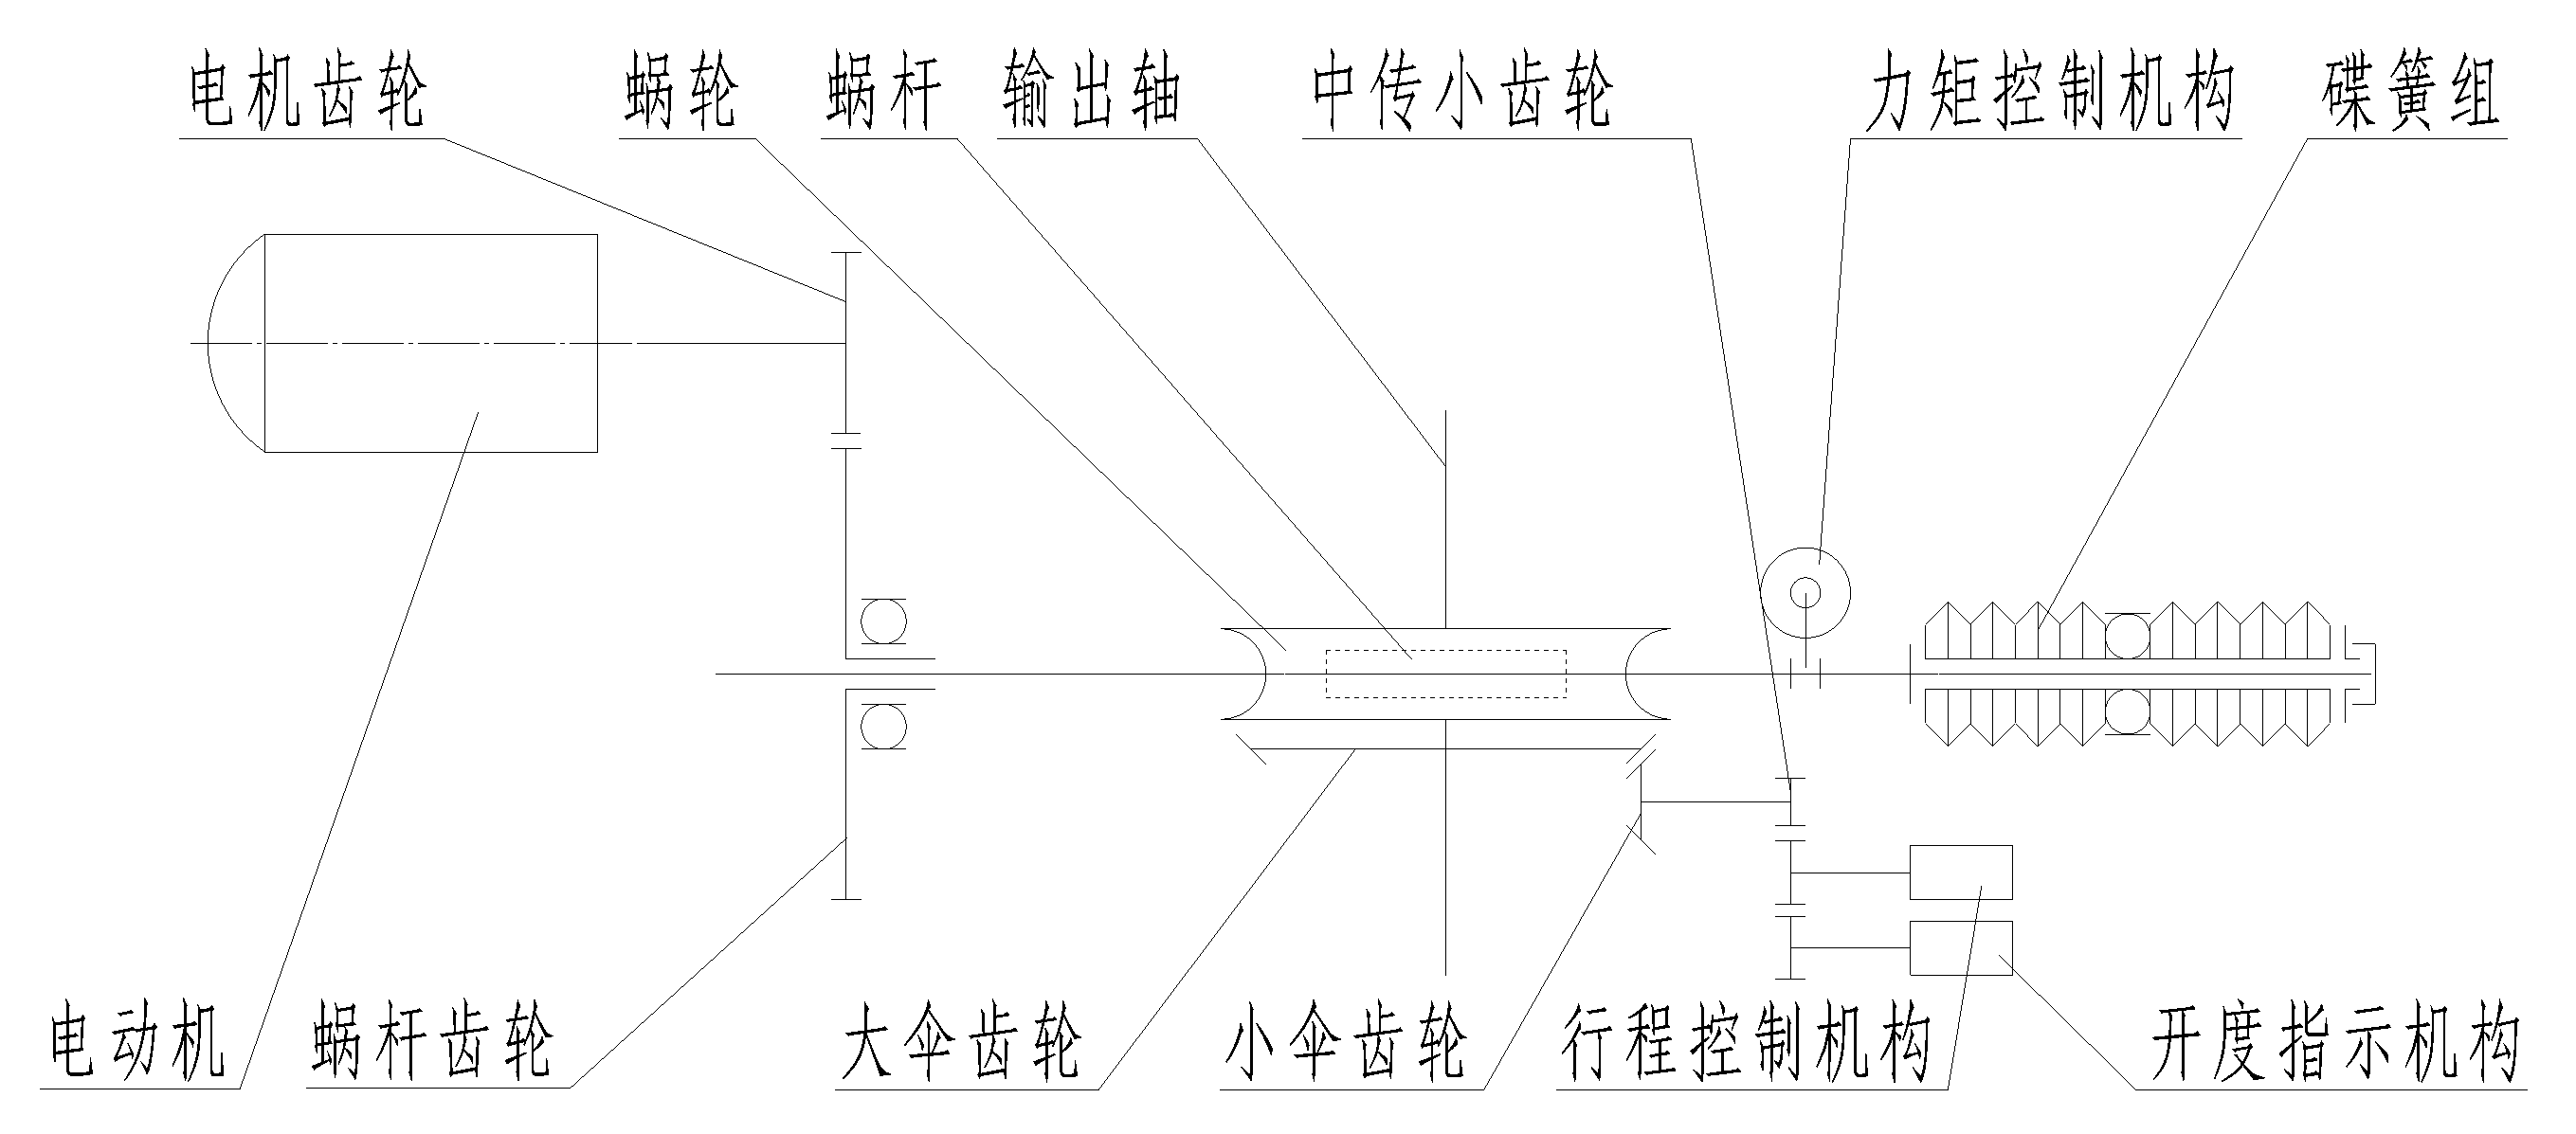 电机齿轮
蜗轮
蜗杆
输出轴
中传小齿轮
力矩控制机构
碟簧组
电动机
蜗杆齿轮
大伞齿轮
小伞齿轮
行程控制机构
开度指示机构